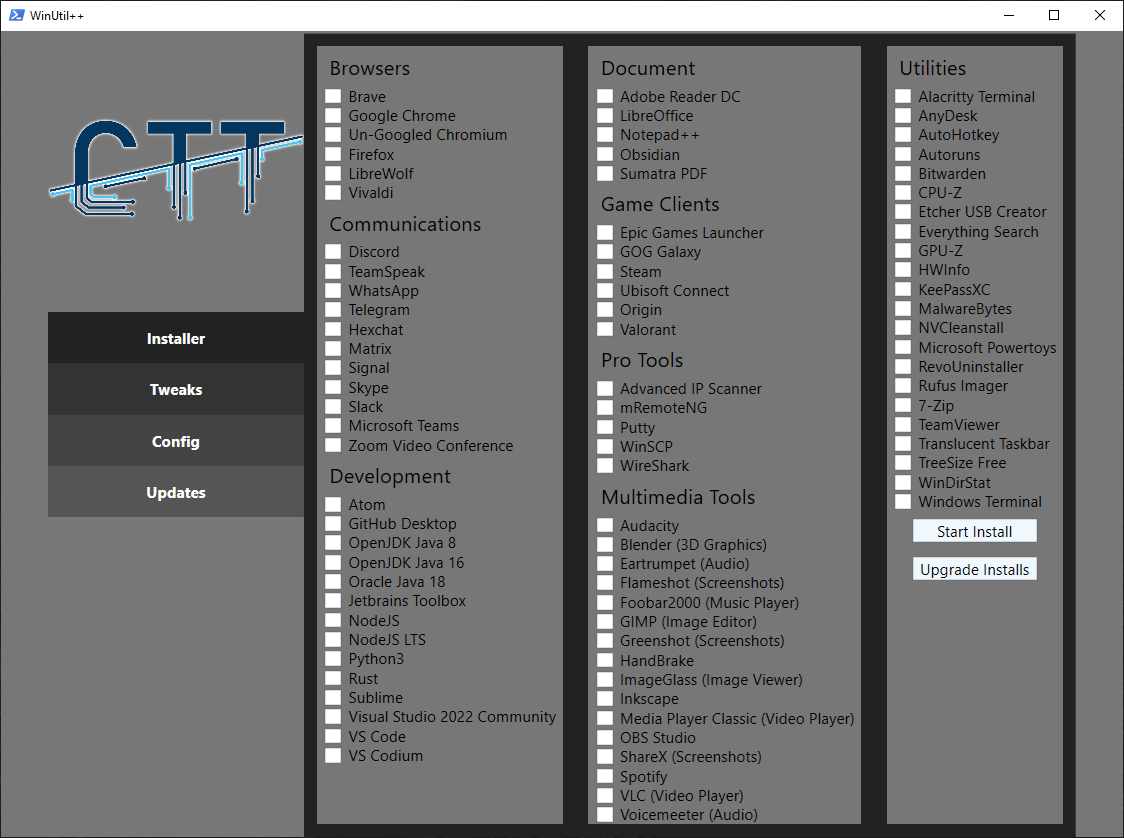 WinUtil++
CTT
Installer
Tweaks
Config
Updates
Browsers
Brave
Google Chrome
Un-Googled Chromium
Firefox
LibreWolf
Vivaldi
Communications
Discord
TeamSpeak
WhatsApp
Telegram
Hexchat
Matrix
Signal
Skype
Slack
Microsoft Teams
Zoom Video Conference
Development
Atom
GitHub Desktop
OpenJDK Java 8
OpenJDK Java 16
Oracle Java 18
Jetbrains Toolbox
NodeJS
NodeJS LTS
Python3
Rust
Sublime
Visual Studio 2022 Community
VS Code
VS Codium
Document
Adobe Reader DC
LibreOffice
Notepad++
Obsidian
Sumatra PDF
Game Clients
Epic Games Launcher
GOG Galaxy
Steam
Ubisoft Connect
Origin
Valorant
Pro Tools
Advanced IP Scanner
mRemoteNG
Putty
WinSCP
WireShark
Multimedia Tools
Audacity
Blender (3D Graphics)
Eartrumpet (Audio)
Flameshot (Screenshots)
Foobar2000 (Music Player)
GIMP (Image Editor)
Greenshot (Screenshots)
HandBrake
ImageGlass (Image Viewer)
Inkscape
Media Player Classic (Video Player)
OBS Studio
ShareX (Screenshots)
Spotify
VLC (Video Player)
Voicemeeter (Audio)
Utilities
Alacritty Terminal
AnyDesk
AutoHotkey
Autoruns
Bitwarden
CPU-Z
Etcher USB Creator
Everything Search
GPU-Z
HWInfo
KeePassXC
MalwareBytes
NVCleanstall
Microsoft Powertoys
RevoUninstaller
Rufus Imager
7-Zip
TeamViewer
Translucent Taskbar
TreeSize Free
WinDirStat
Windows Terminal
Start Install
Upgrade Installs